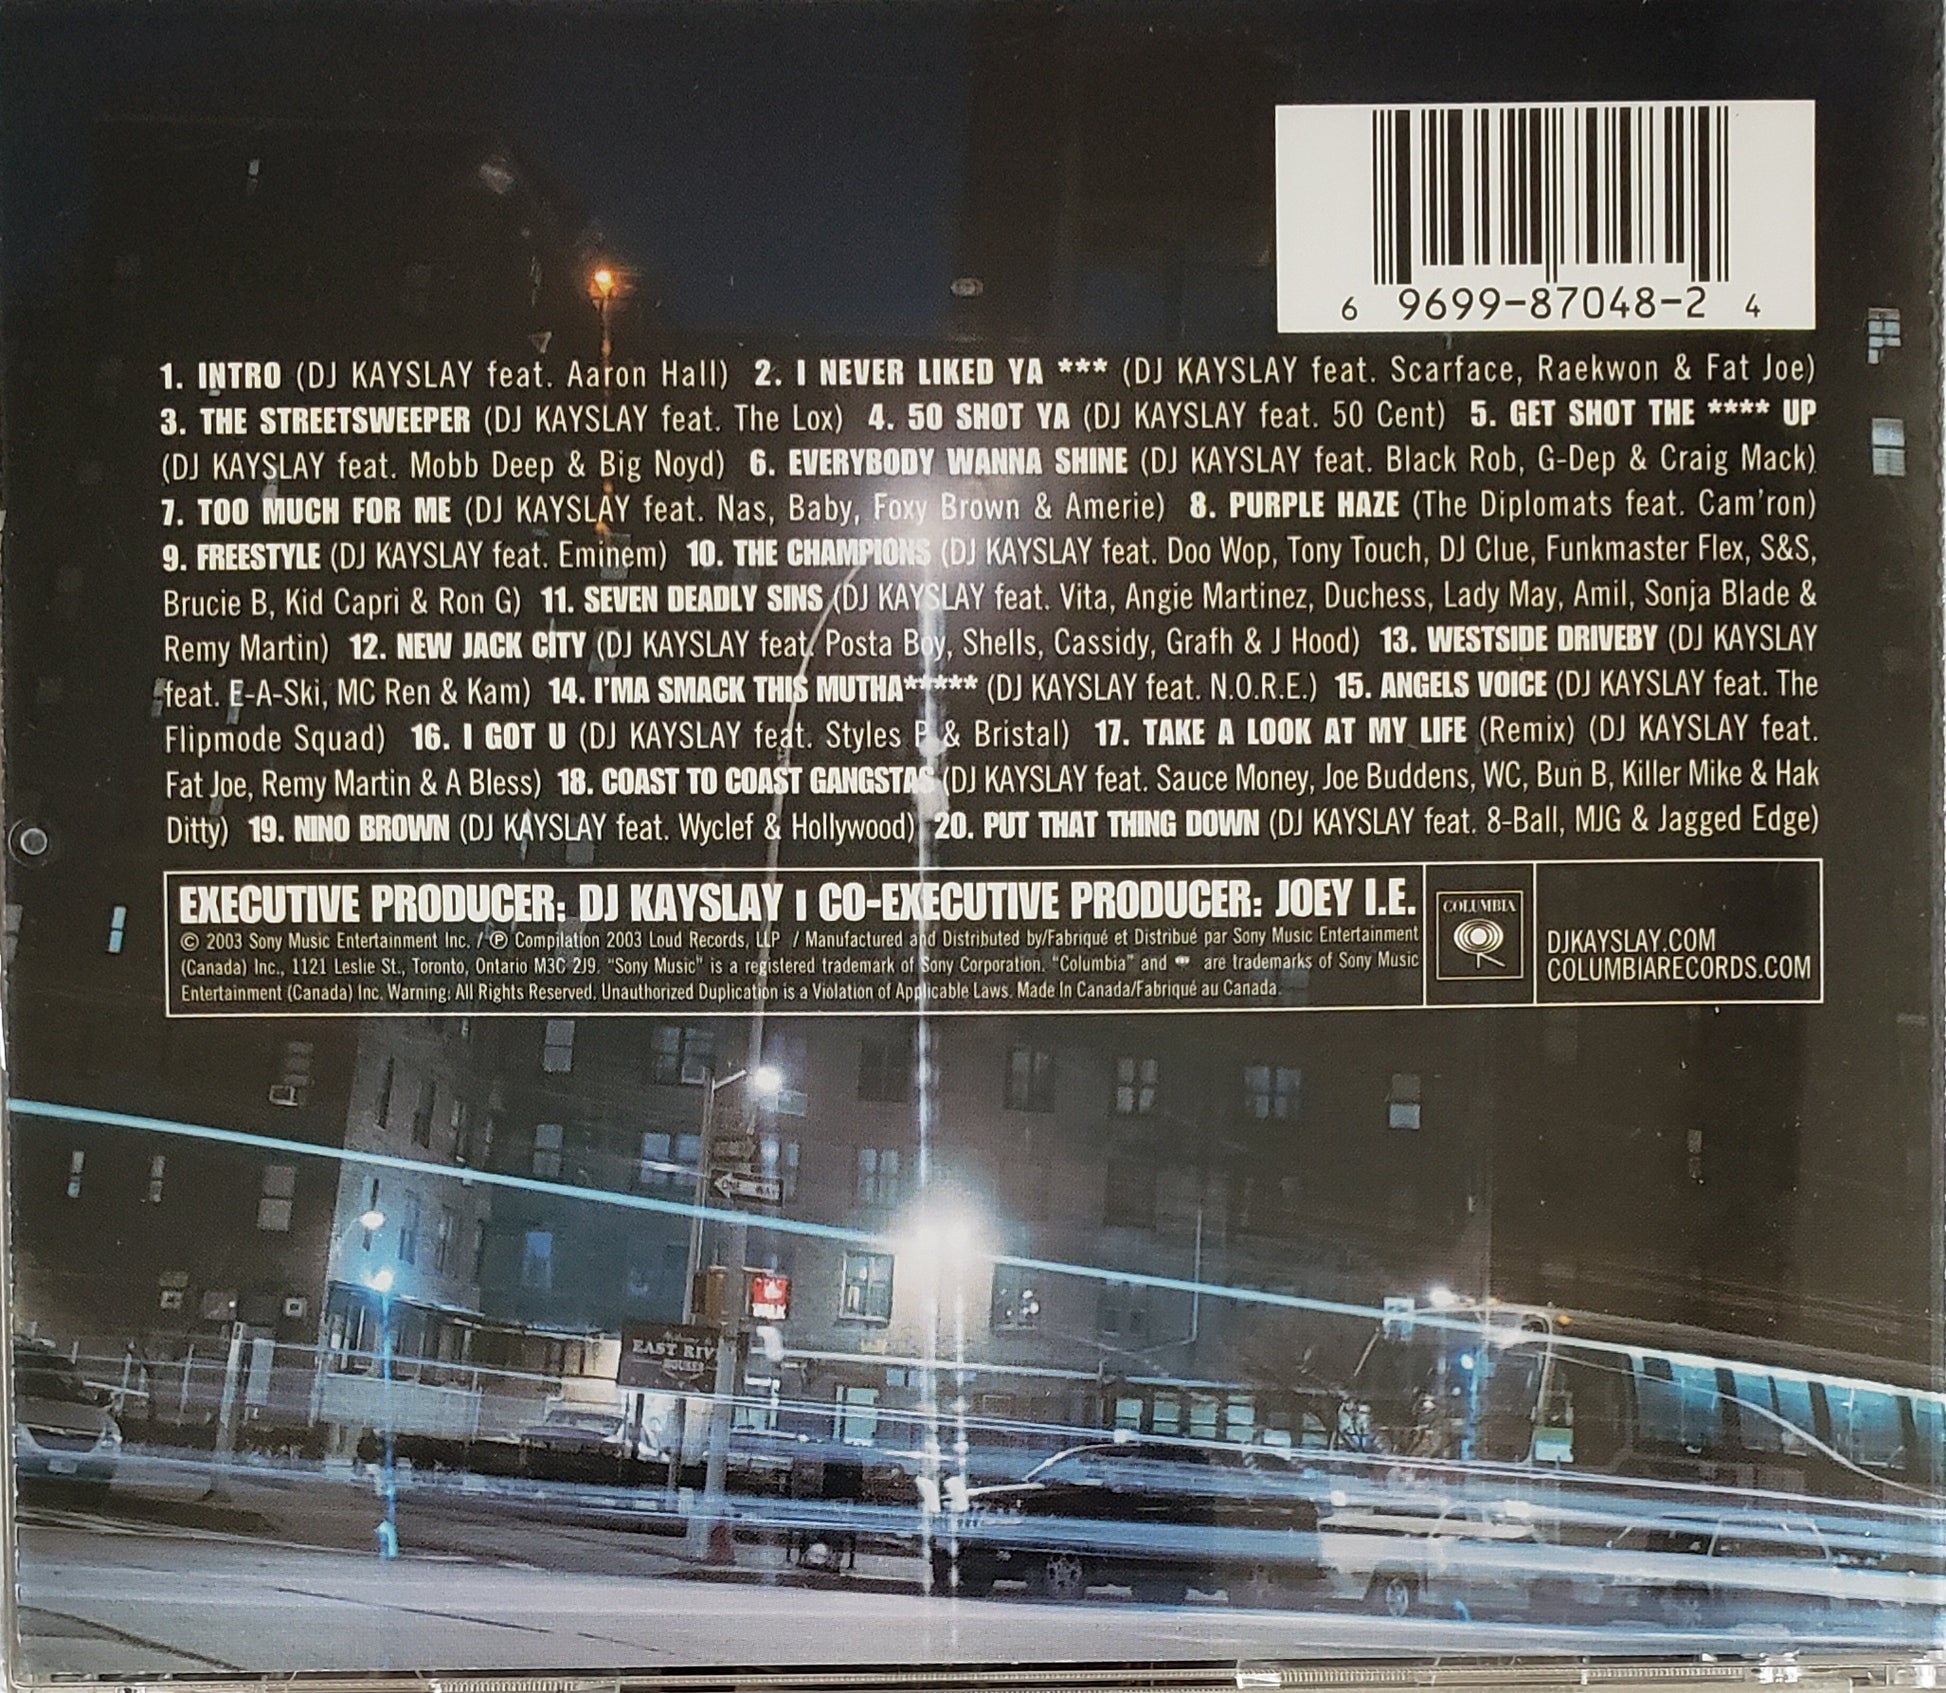 6 9699-87048-2 4
1. INTRO (DJ KAYSLAY feat. Aaron Hall) 2. I NEVER LIKED YA *** (DJ KAYSLAY feat. Scarface, Raekwon & Fat Joe)
3. THE STREETSWEEPER (DJ KAYSLAY feat. The Lox) 4. 50 SHOT YA (DJ KAYSLAY feat. 50 Cent) 5. GET SHOT THE **** UP
(DJ KAYSLAY feat. Mobb Deep & Big Noyd) 6. EVERYBODY WANNA SHINE (DJ KAYSLAY feat. Black Rob, G-Dep & Craig Mack)
7. TOO MUCH FOR ME (DJ KAYSLAY feat. Nas, Baby, Foxy Brown & Amerie) 8. PURPLE HAZE (The Diplomats feat. Cam'ron)
9. FREESTYLE (DJ KAYSLAY feat. Eminem) 10. THE CHAMPIONS (DJ KAYSLAY feat. Doo Wop, Tony Touch, DJ Clue, Funkmaster Flex, S&S,
Brucie B, Kid Capri & Ron G) 11. SEVEN DEADLY SINS (DJ KAYSLAY feat. Vita, Angie Martinez, Duchess, Lady May, Amil, Sonja Blade &
Remy Martin) 12. NEW JACK CITY (DJ KAYSLAY feat. Posta Boy, Shells, Cassidy, Grafh & J Hood) 13. WESTSIDE DRIVEBY (DJ KAYSLAY
feat. E-A-Ski, MC Ren & Kam) 14. I'MA SMACK THIS MUTHA***** (DJ KAYSLAY feat. N.O.R.E.) 15. ANGELS VOICE (DJ KAYSLAY feat. The
Flipmode Squad) 16. I GOT U (DJ KAYSLAY feat. Styles P & Bristal) 17. TAKE A LOOK AT MY LIFE (Remix) (DJ KAYSLAY feat.
Fat Joe, Remy Martin & A Bless) 18. COAST TO COAST GANGSTAS (DJ KAYSLAY feat. Sauce Money, Joe Buddens, WC, Bun B, Killer Mike & Hak
Ditty) 19. NINO BROWN (DJ KAYSLAY feat. Wyclef & Hollywood) 20. PUT THAT THING DOWN (DJ KAYSLAY feat. 8-Ball, MJG & Jagged Edge)
EXECUTIVE PRODUCER: DJ KAYSLAY | CO-EXECUTIVE PRODUCER: JOEY I.E.
© 2003 Sony Music Entertainment Inc. / ℗ Compilation 2003 Loud Records, LLP / Manufactured and Distributed by/Fabriqué et Distribué par Sony Music Entertainment
(Canada) Inc., 1121 Leslie St., Toronto, Ontario M3C 2J9. "Sony Music" is a registered trademark of Sony Corporation. "Columbia" and are trademarks of Sony Music
Entertainment (Canada) Inc. Warning: All Rights Reserved. Unauthorized Duplication is a Violation of Applicable Laws. Made In Canada/Fabriqué au Canada.
COLUMBIA
DJKAYSLAY.COM
COLUMBIARECORDS.COM
ONE WAY
EAST RIV
HOUSES